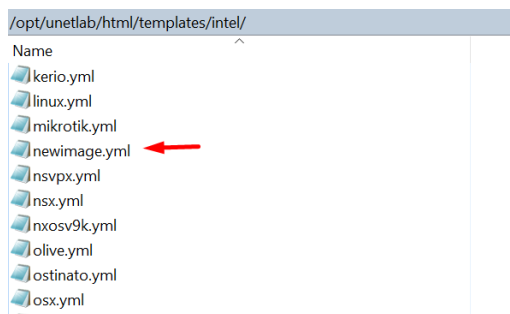 /opt/unetlab/html/templates/intel/
Name
kerio.yml
linux.yml
mikrotik.yml
newimage.yml
nsvpx.yml
nsx.yml
nxosv9k.yml
olive.yml
ostinato.yml
osx.yml